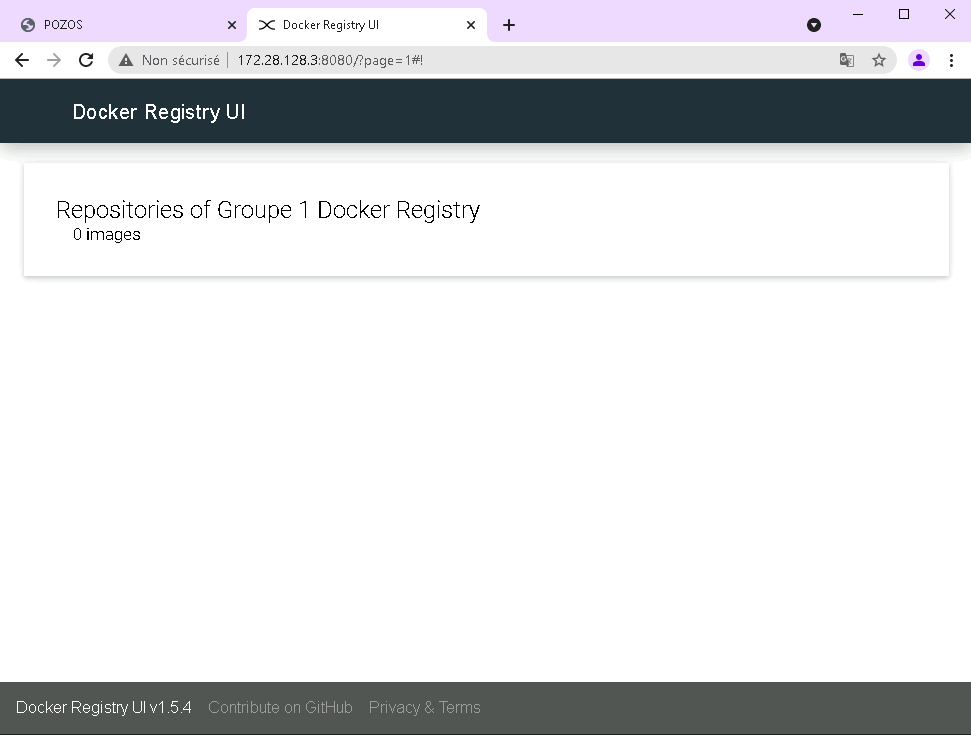 POZOS
Docker Registry UI
Non sécurisé
172.28.128.3:8080/?page=1#!
Docker Registry UI
Repositories of Groupe 1 Docker Registry
0 images
Docker Registry UI v1.5.4 Contribute on GitHub Privacy & Terms